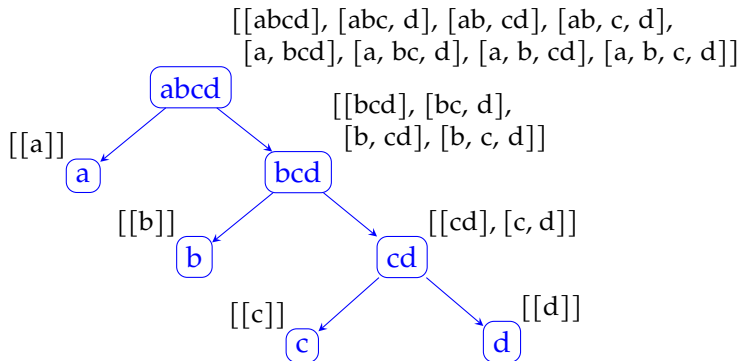 [[abcd], [abc, d], [ab, cd], [ab, c, d],
[a, bcd], [a, bc, d], [a, b, cd], [a, b, c, d]]
abcd
[[bcd], [bc, d],
[b, cd], [b, c, d]]
[[a]]
a
bcd
[[b]]
[[cd], [c, d]]
b
cd
[[c]]
[[d]]
c
d